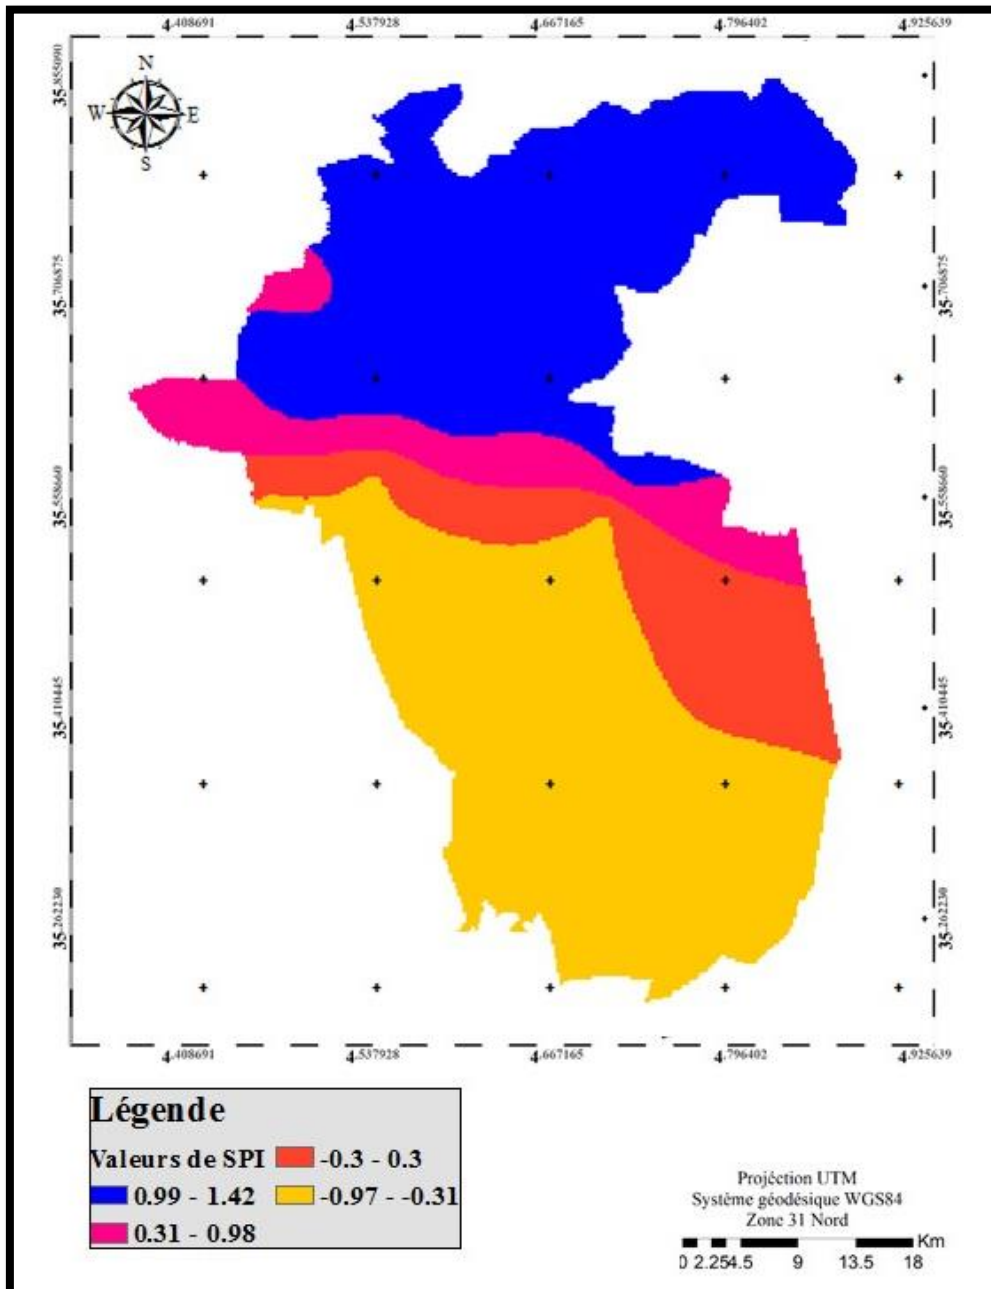 4.408691 4.537928 4.667165 4.796402 4.925639
N
W E
S
35.855090
35.706875 35.706875
35.558660 35.558660
35.410445 35.410445
35.262230 35.262230
4.408691 4.537928 4.667165 4.796402 4.925639
Légende
Valeurs de SPI
0.99 - 1.42
0.31 - 0.98
-0.3 - 0.3
-0.97 - -0.31
Projéction UTM
Système géodésique WGS84
Zone 31 Nord
Km
0 2.254.5 9 13.5 18